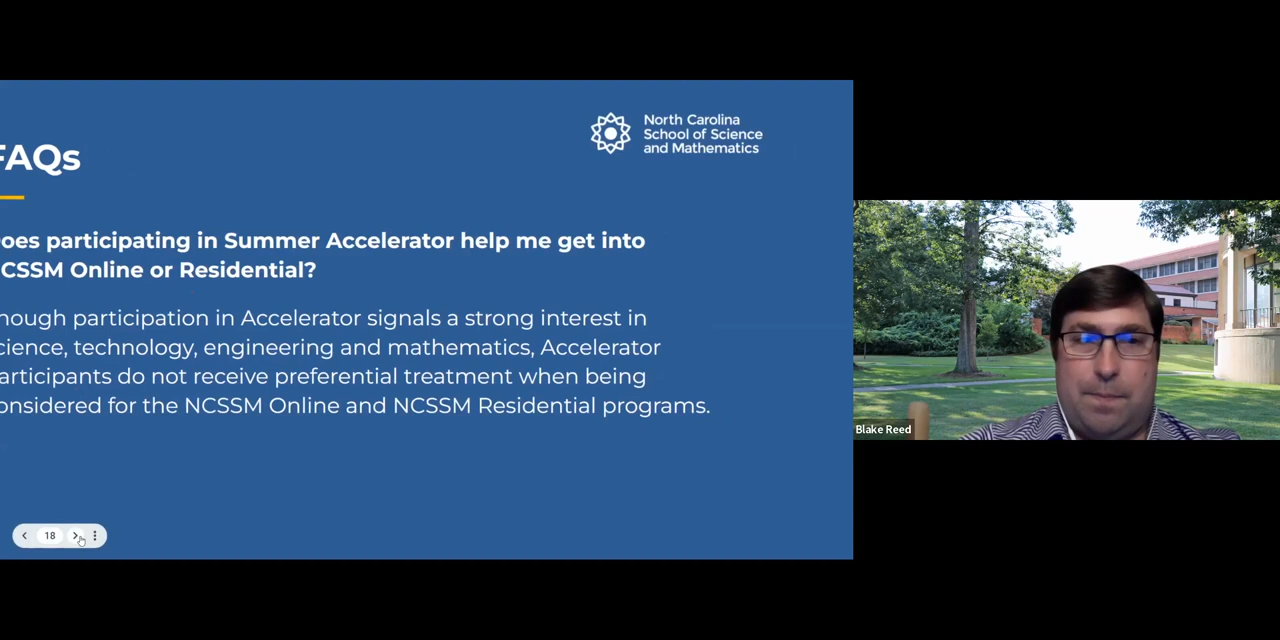 North Carolina
School of Science
and Mathematics
FAQs
oes participating in Summer Accelerator help me get into
CSSM Online or Residential?
hough participation in Accelerator signals a strong interest in
cience, technology, engineering and mathematics, Accelerator
articipants do not receive preferential treatment when being
onsidered for the NCSSM Online and NCSSM Residential programs.
18
Blake Reed